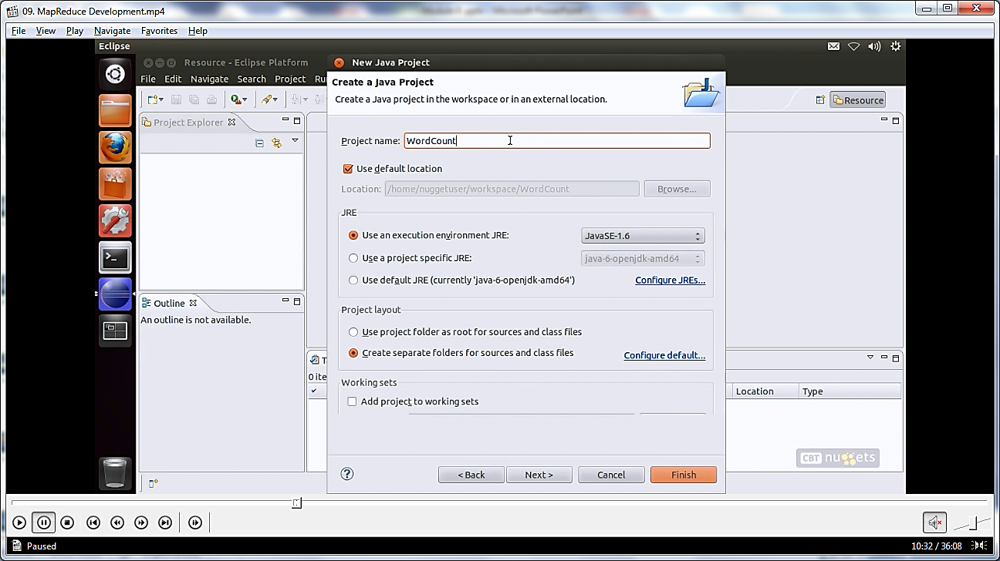 09. MapReduce Development.mp4
File View Play Navigate Favorites Help
Eclipse
Resource - Eclipse Platform
New Java Project
File Edit Navigate Search Project Ru
Create a Java Project
Create a Java project in the workspace or in an external location.
Resource
Project Explorer
Project name: WordCount
Use default location
Location: /home/nuggetuser/workspace/WordCount Browse...
JRE
Use an execution environment JRE: JavaSE-1.6
Use a project specific JRE: java-6-openjdk-amd64
Use default JRE (currently 'java-6-openjdk-amd64') Configure JREs...
Outline
An outline is not available.
Project layout
Use project folder as root for sources and class files
Create separate folders for sources and class files Configure default...
T
0 ite
Working sets
Location Type
Add project to working sets
CBT nuggets
< Back Next > Cancel Finish
Paused 10:32 / 36:08